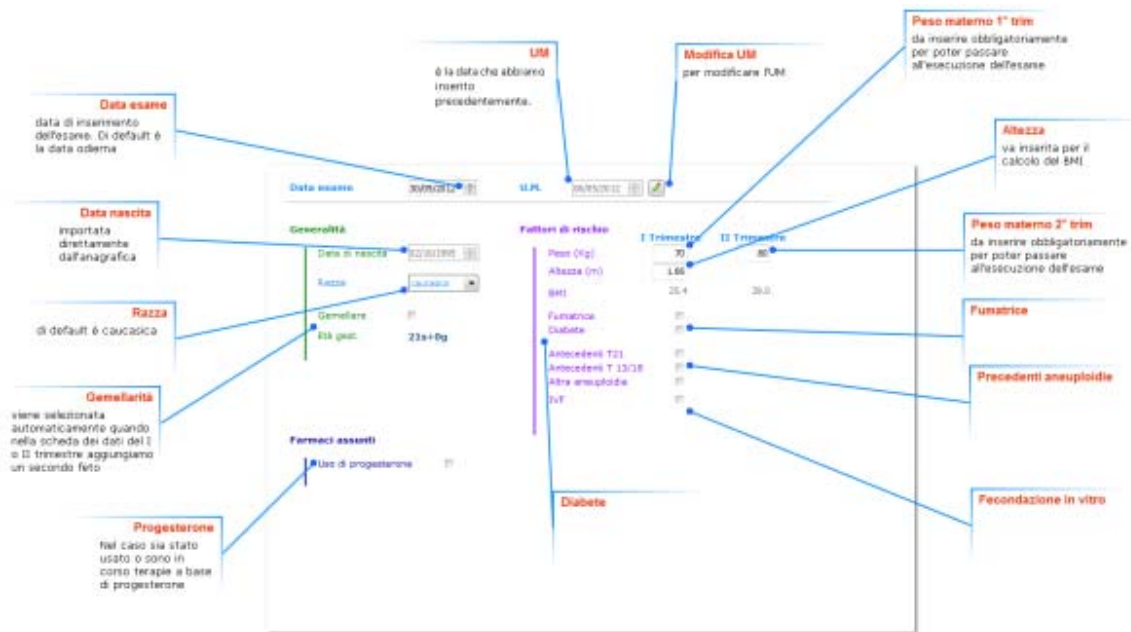 Peso materno 1° trim
da inserire obbligatoriamente
per poter passare
all'esecuzione dell'esame
UM
è la data che abbiamo
inserito
precedentemente.
Modifica UM
per modificare l'UM
Data esame
data di inserimento
dell'esame. Di default è
la data odierna
Altezza
va inserita per il
calcolo del BMI
Data esame
30/05/2012
U.M.
Data nascita
importata
direttamente
dall'anagrafica
Peso materno 2° trim
da inserire obbligatoriamente
per poter passare
all'esecuzione dell'esame
Generalità
Data di nascita
Razza
caucasica
Gemellare
Età gest.
21s+0g
Fattori di rischio
I Trimestre
II Trimestre
Peso (Kg)
70
80
Altezza (m)
1.66
BMI
25.4
29.0
Fumatrice
Diabete
Antecedenti T21
Antecedenti T 13/18
Altra aneuploidie
IVF
Razza
di default è caucasica
Fumatrice
Precedenti aneuploidie
Gemellarità
viene selezionata
automaticamente quando
nella scheda dei dati del I
o II trimestre aggiungiamo
un secondo feto
Farmaci assunti
Uso di progesterone
Diabete
Fecondazione in vitro
Progesterone
Nel caso sia stato
usato o sono in
corso terapie a base
di progesterone